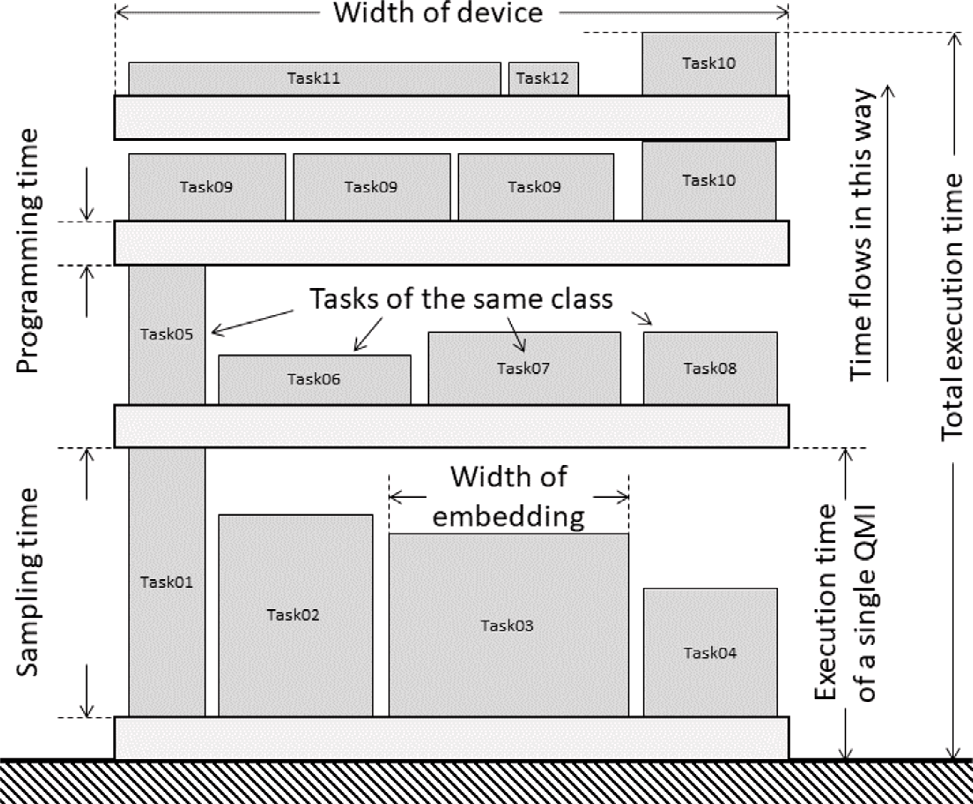 Width of device
Task11
Task12
Task10
Programming time
Task09
Task09
Task09
Task10
Time flows in this way
Total execution time
Tasks of the same class
Task05
Task06
Task07
Task08
Sampling time
Width of
embedding
Task01
Task02
Task03
Task04
Execution time
of a single QMI